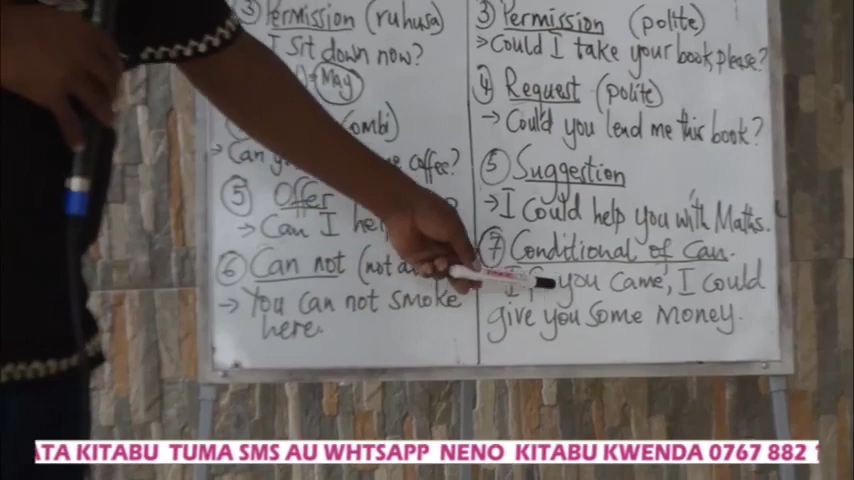 ③ Permission (ruhusa)
I sit down now?
May
(ombi)
→ Can coffee?
⑤ Offer
→ Can I
⑥ Can not
→ You can not smoke
here.
③ Permission (polite)
→ Could I take your book, please?
④ Request (polite)
→ Could you lend me this book?
⑤ Suggestion
→ I could help you with Maths.
⑦ Conditional of Can.
If you came, I could
give you some money.
KITABU TUMA SMS AU WHTSAPP NENO KITABU KWENDA 0767 882